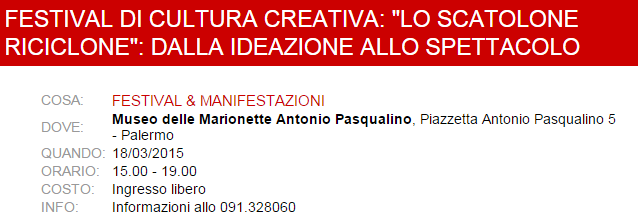 FESTIVAL DI CULTURA CREATIVA: "LO SCATOLONE
RICICLONE": DALLA IDEAZIONE ALLO SPETTACOLO
COSA: FESTIVAL & MANIFESTAZIONI
DOVE: Museo delle Marionette Antonio Pasqualino, Piazzetta Antonio Pasqualino 5
- Palermo
QUANDO: 18/03/2015
ORARIO: 15.00 - 19.00
COSTO: Ingresso libero
INFO: Informazioni allo 091.328060